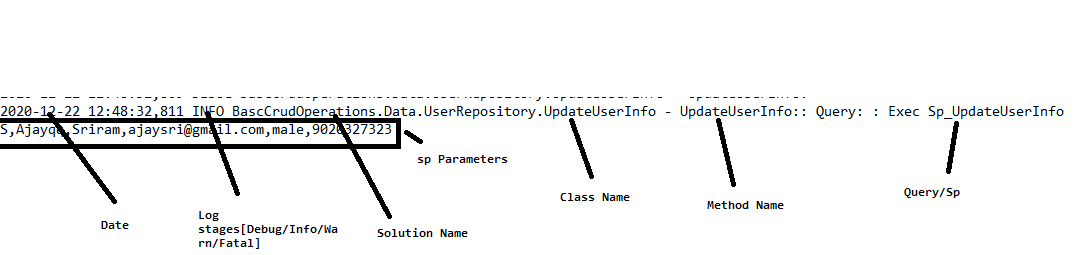 2020-12-22 12:48:32,811 INFO BascCrudOperations.Data.UserRepository.UpdateUserInfo - UpdateUserInfo:: Query: : Exec Sp_UpdateUserInfo
S,Ajayqq,Sriram,ajaysri@gmail.com,male,9020327323
sp Parameters
Class Name
Method Name
Query/Sp
Date
Log
stages[Debug/Info/Wa
rn/Fatal]
Solution Name